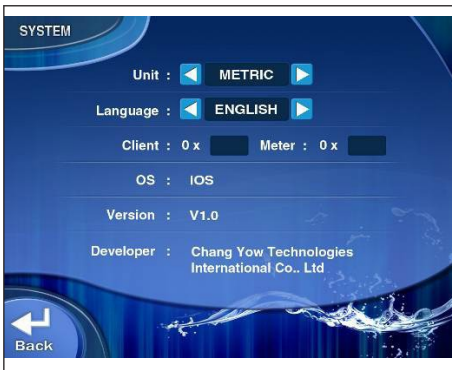 SYSTEM
Unit : METRIC
Language : ENGLISH
Client : 0 x Meter : 0 x
OS : IOS
Version : V1.0
Developer : Chang Yow Technologies
International Co.. Ltd
Back